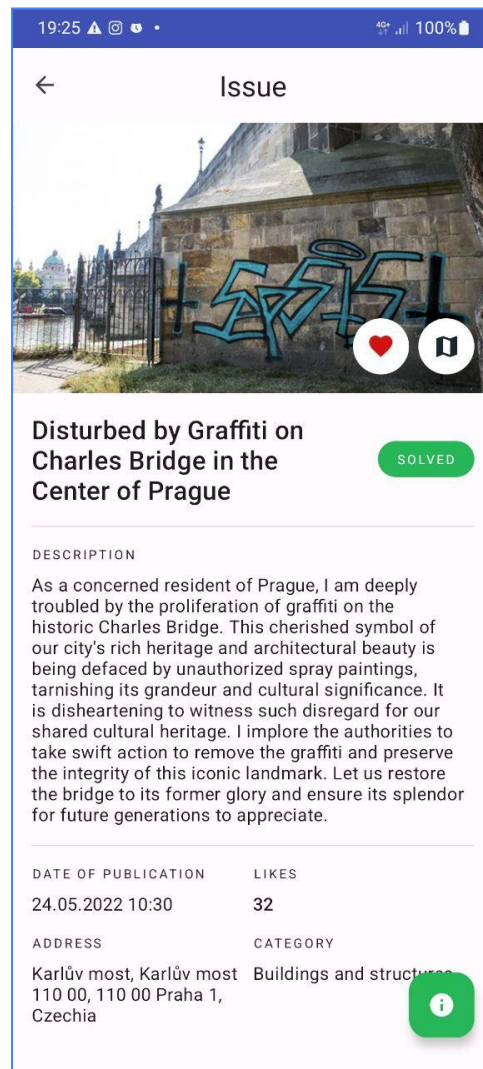 19:25
4G+ 100%
Issue
SEPSIS
Disturbed by Graffiti on
Charles Bridge in the
Center of Prague
SOLVED
DESCRIPTION
As a concerned resident of Prague, I am deeply
troubled by the proliferation of graffiti on the
historic Charles Bridge. This cherished symbol of
our city's rich heritage and architectural beauty is
being defaced by unauthorized spray paintings,
tarnishing its grandeur and cultural significance. It
is disheartening to witness such disregard for our
shared cultural heritage. I implore the authorities to
take swift action to remove the graffiti and preserve
the integrity of this iconic landmark. Let us restore
the bridge to its former glory and ensure its splendor
for future generations to appreciate.
DATE OF PUBLICATION
LIKES
24.05.2022 10:30
32
ADDRESS
CATEGORY
Karlův most, Karlův most
110 00, 110 00 Praha 1,
Czechia
Buildings and structures